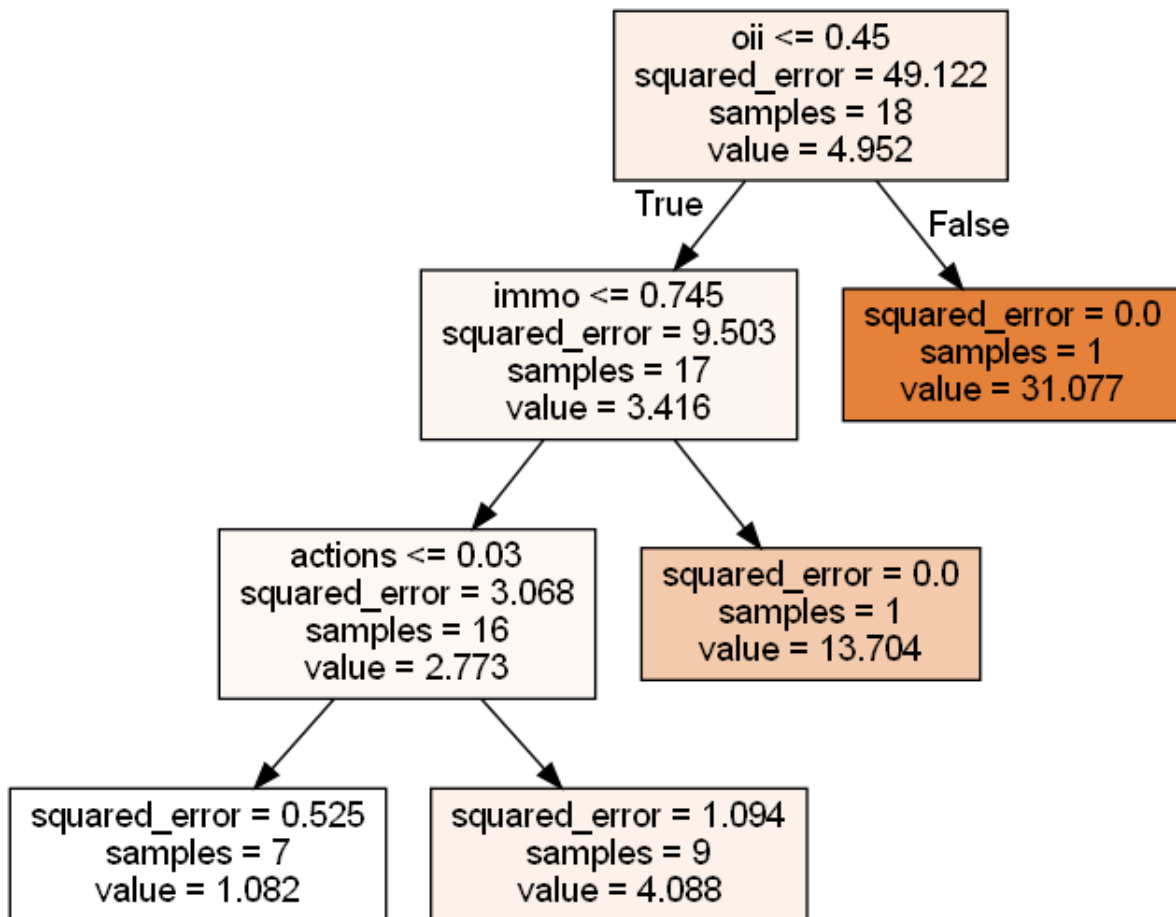 oii <= 0.45
squared_error = 49.122
samples = 18
value = 4.952
True
False
immo <= 0.745
squared_error = 9.503
samples = 17
value = 3.416
squared_error = 0.0
samples = 1
value = 31.077
actions <= 0.03
squared_error = 3.068
samples = 16
value = 2.773
squared_error = 0.0
samples = 1
value = 13.704
squared_error = 0.525
samples = 7
value = 1.082
squared_error = 1.094
samples = 9
value = 4.088